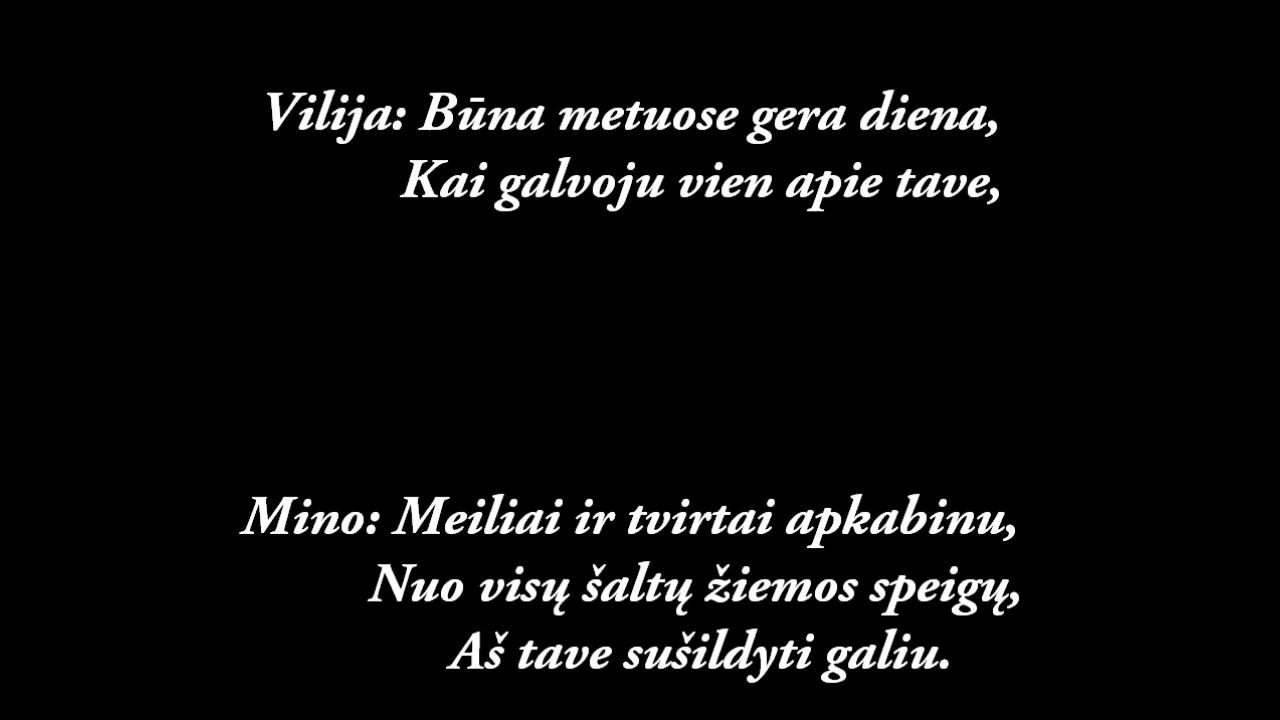 Vilija: Būna metuose gera diena,
Kai galvoju vien apie tave,
Mino: Meiliai ir tvirtai apkabinu,
Nuo visų šaltų žiemos speigų,
Aš tave sušildyti galiu.